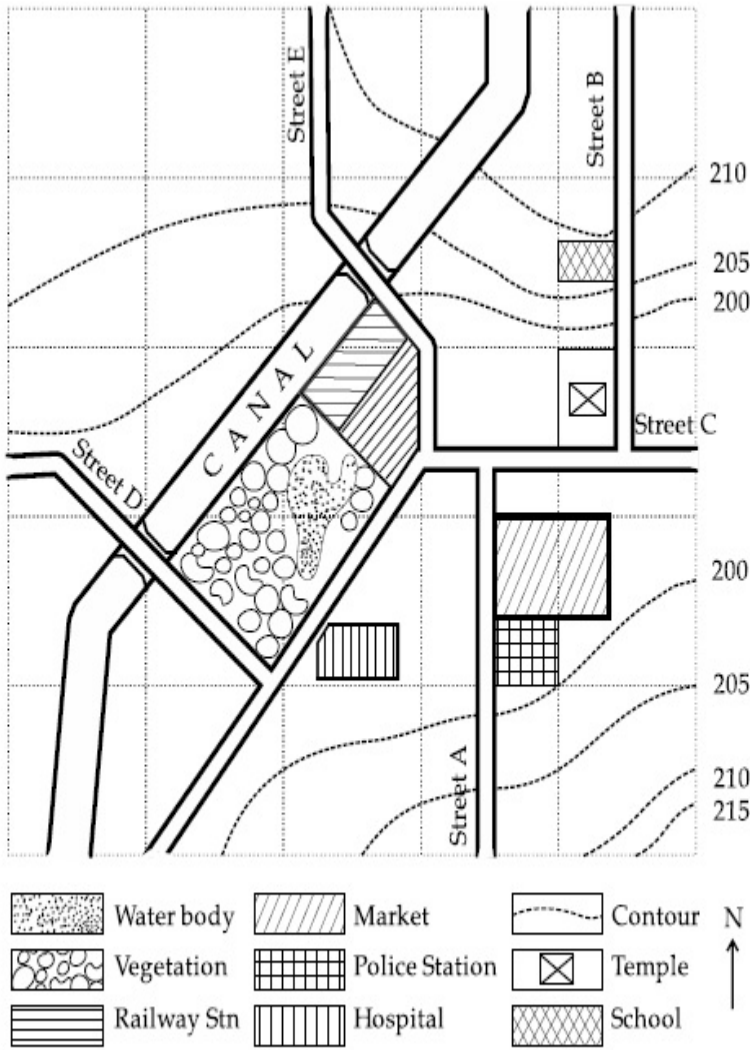 Street E
Street B
210
205
200
CANAL
Street C
Street D
200
205
Street A
210
215
Water body
Market
Contour
N
Vegetation
Police Station
Temple
Railway Stn
Hospital
School